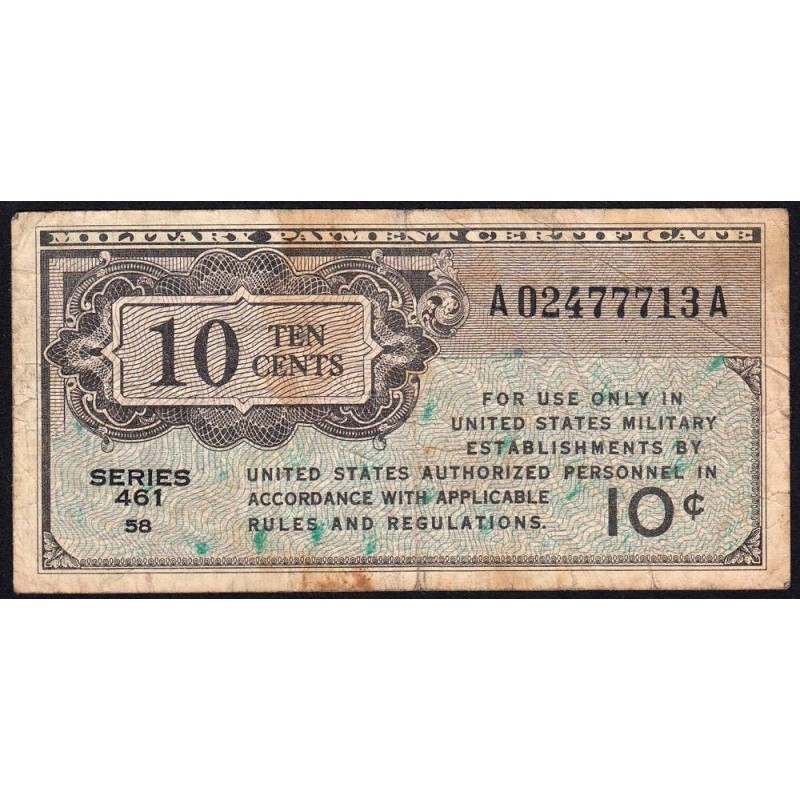 MILITARY PAYMENT CERTIFICATE
A02477713A
10 TEN CENTS
FOR USE ONLY IN
UNITED STATES MILITARY
ESTABLISHMENTS BY
UNITED STATES AUTHORIZED PERSONNEL IN
ACCORDANCE WITH APPLICABLE
RULES AND REGULATIONS.
SERIES
461
58
10¢